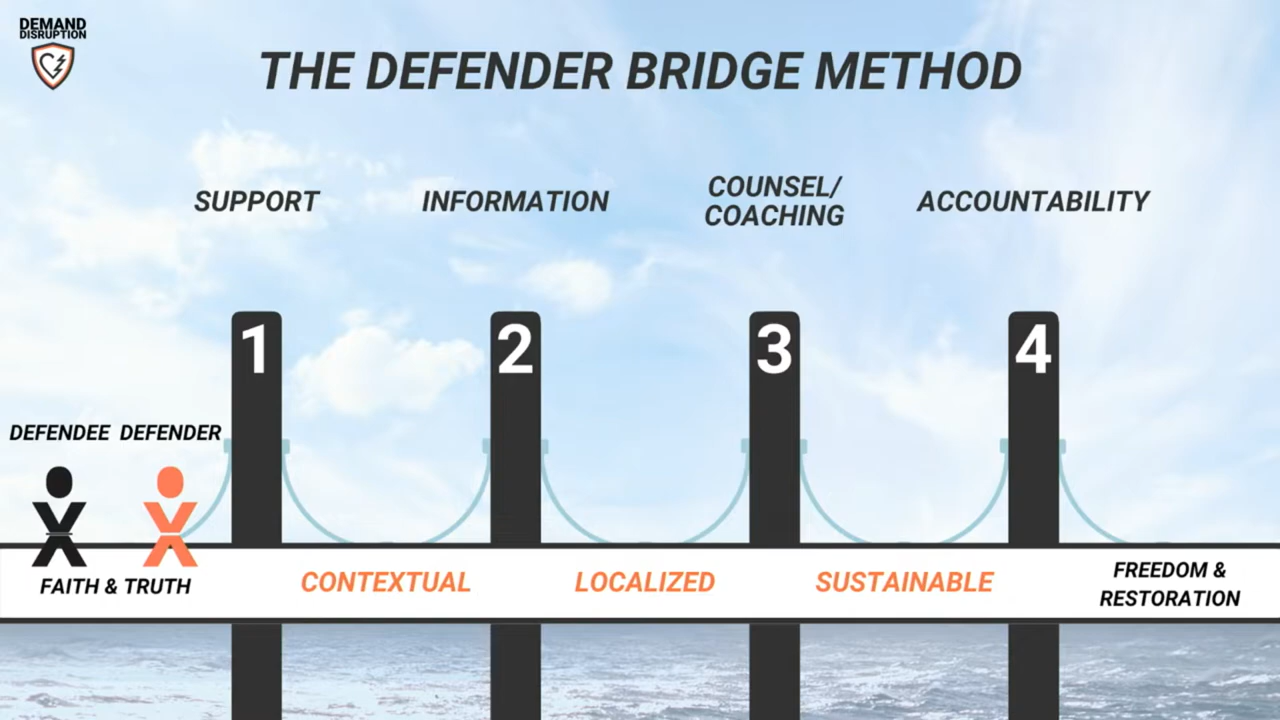 DEMAND
DISRUPTION
THE DEFENDER BRIDGE METHOD
SUPPORT
INFORMATION
COUNSEL/
COACHING
ACCOUNTABILITY
1
2
3
4
DEFENDEE DEFENDER
FAITH & TRUTH
CONTEXTUAL
LOCALIZED
SUSTAINABLE
FREEDOM &
RESTORATION